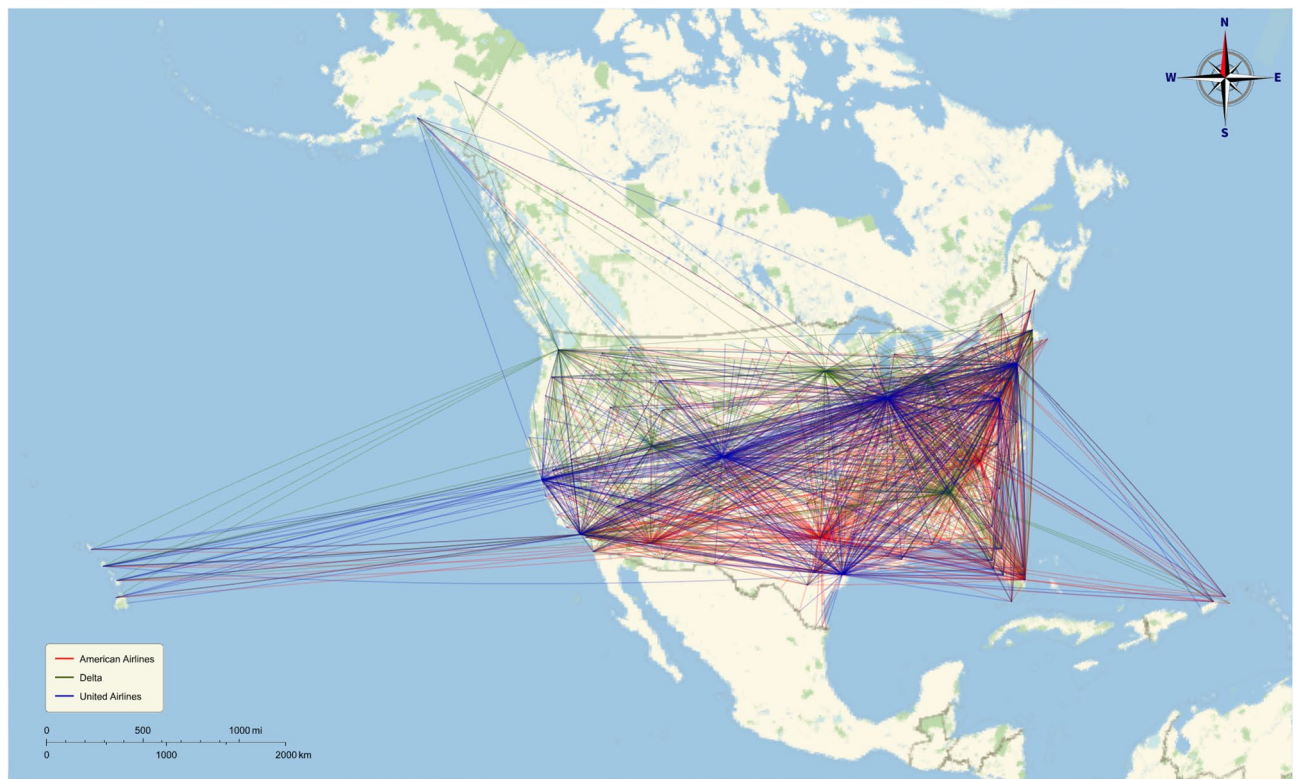 N
W E
S
American Airlines
Delta
United Airlines
0 500 1000 mi
0 1000 2000 km